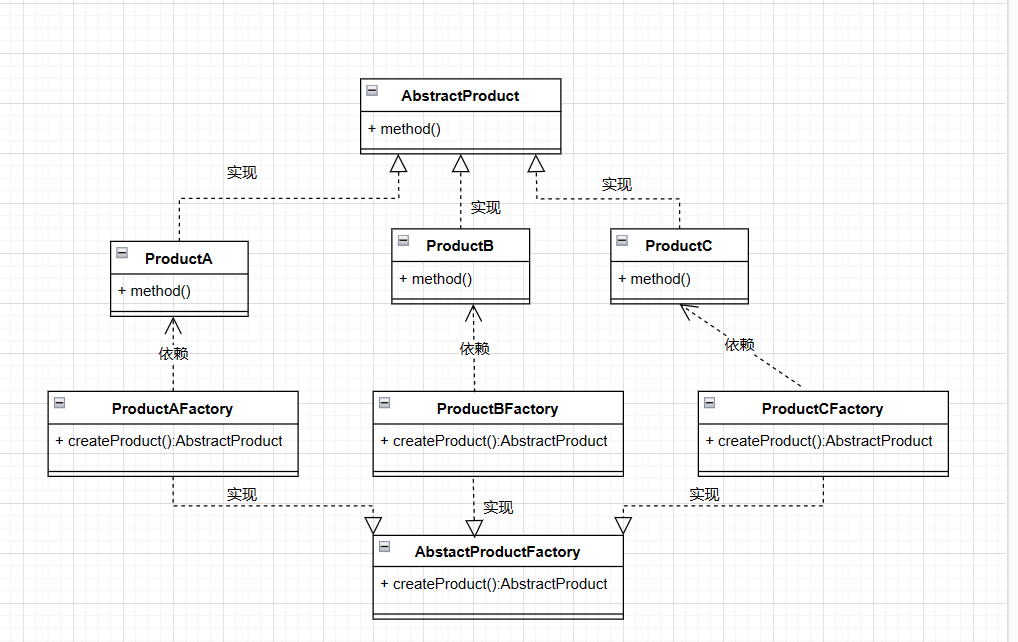 AbstractProduct
+ method()
实现
实现
实现
ProductA
+ method()
ProductB
+ method()
ProductC
+ method()
依赖
依赖
依赖
ProductAFactory
+ createProduct():AbstractProduct
ProductBFactory
+ createProduct():AbstractProduct
ProductCFactory
+ createProduct():AbstractProduct
实现
实现
实现
AbstactProductFactory
+ createProduct():AbstractProduct